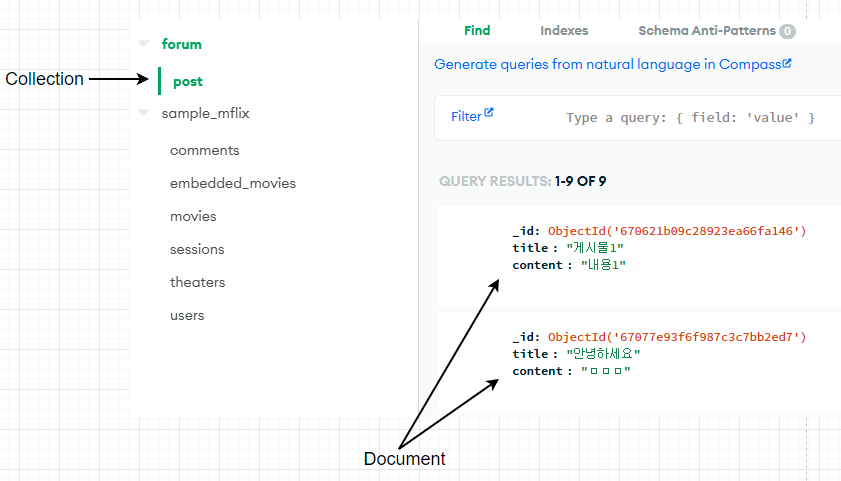 Find Indexes Schema Anti-Patterns 0
forum
Generate queries from natural language in Compass
Collection
post
sample_mflix
Filter Type a query: { field: 'value' }
comments
embedded_movies
QUERY RESULTS: 1-9 OF 9
movies
sessions
theaters
users
_id: ObjectId('670621b09c28923ea66fa146')
title : "게시물1"
content : "내용1"
_id: ObjectId('67077e93f6f987c3c7bb2ed7')
title : "안녕하세요"
content : "ㅁㅁㅁ"
Document